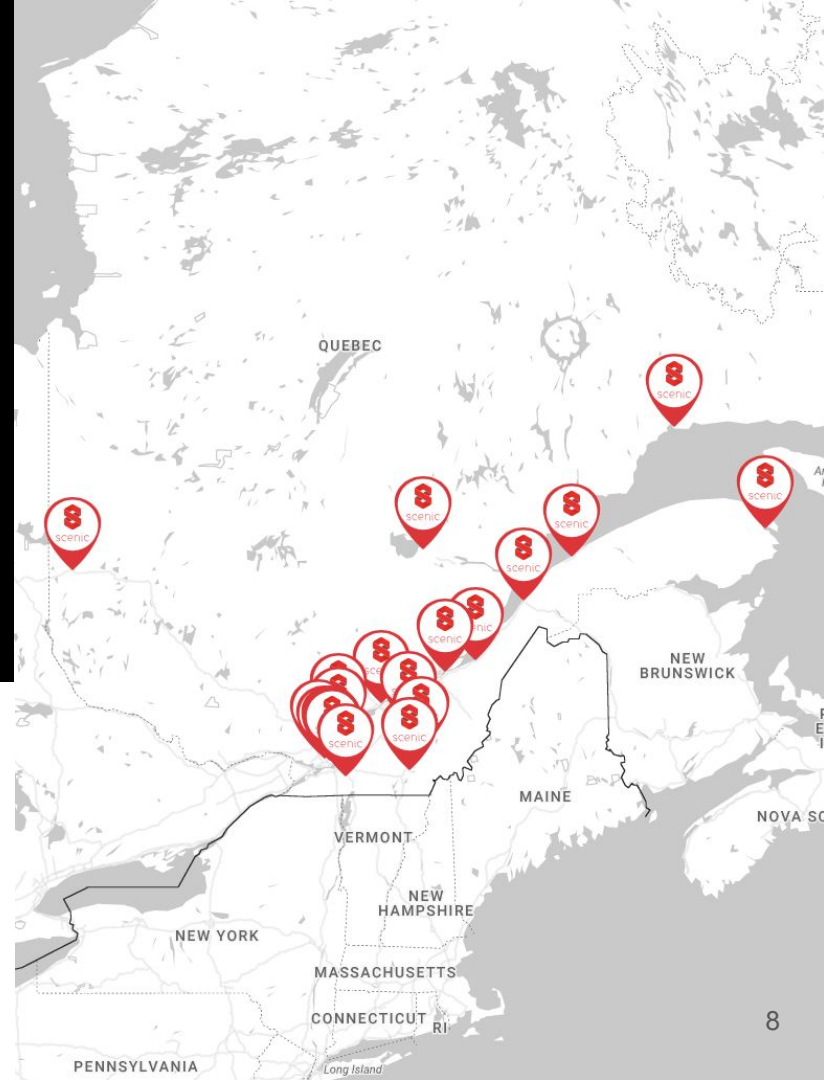 QUEBEC
scenic
scenic
scenic
scenic
scenic
scenic
scenic
scenic
scenic
NEW
BRUNSWICK
MAINE
NOVA SC
VERMONT
NEW
HAMPSHIRE
NEW YORK
MASSACHUSETTS
CONNECTICUT
RI
8
PENNSYLVANIA
Long Island